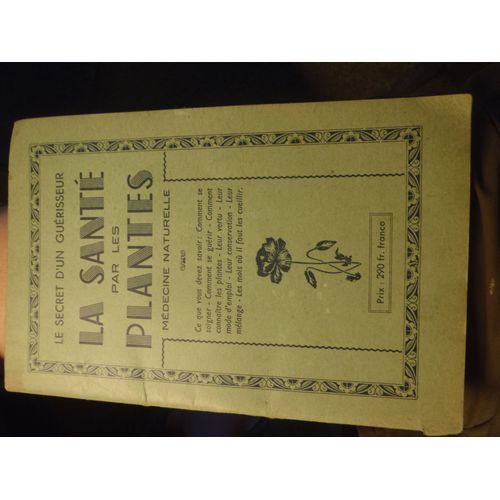 LE SECRET D'UN GUÉRISSEUR
LA SANTÉ
PAR LES
PLANTES
MÉDECINE NATURELLE
Ce que vous devez savoir : Comment se
soigner - Comment se guérir - Comment
connaître les plantes - Leur vertu - Leur
mode d'emploi - Leur conservation - Leur
mélange - Les mois où il faut les cueillir.
Prix : 290 fr. franco